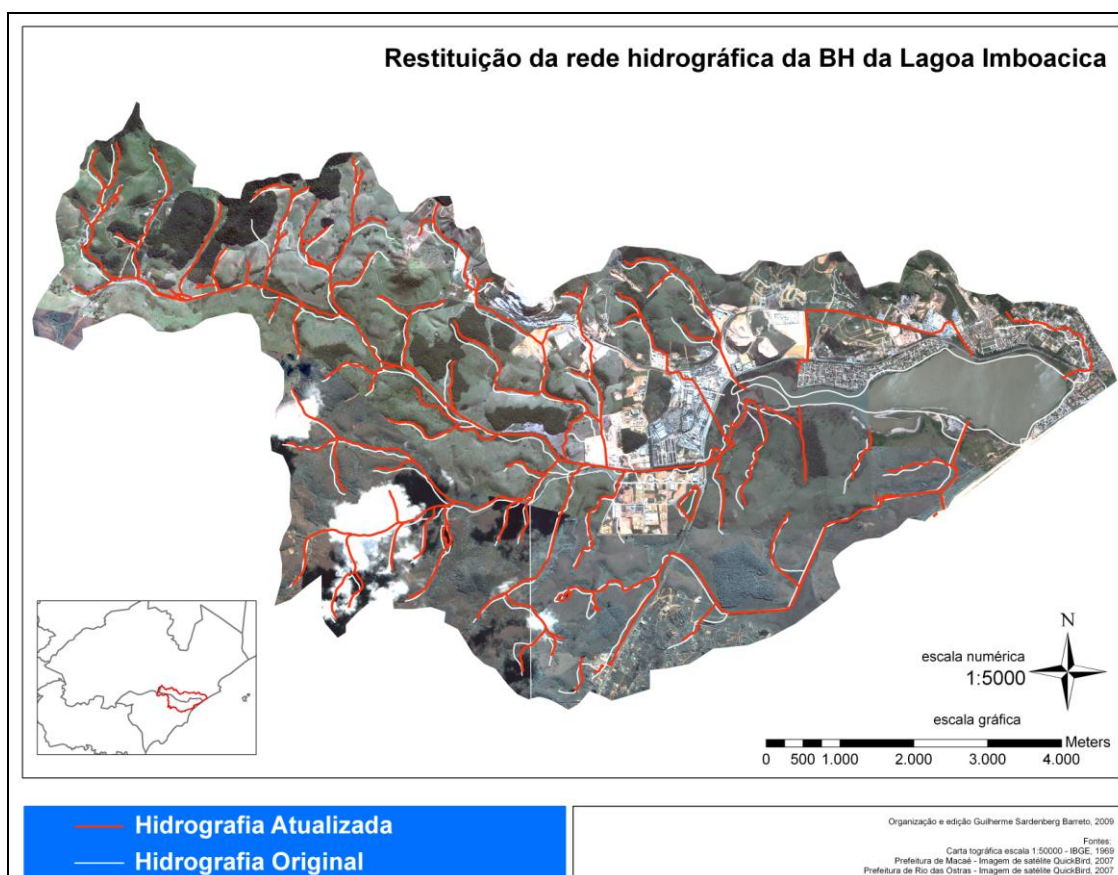 Restituição da rede hidrográfica da BH da Lagoa Imboacica
N
escala numérica
1:5000
escala gráfica
Meters
0 500 1.000 2.000 3.000 4.000
Hidrografia Atualizada
Hidrografia Original
Organização e edição Guilherme Sardenberg Barreto, 2009
Fontes:
Carta tográfica escala 1:50000 - IBGE, 1969
Prefeitura de Macaé - Imagem de satélite QuickBird, 2007
Prefeitura de Rio das Ostras - Imagem de satélite QuickBird, 2007